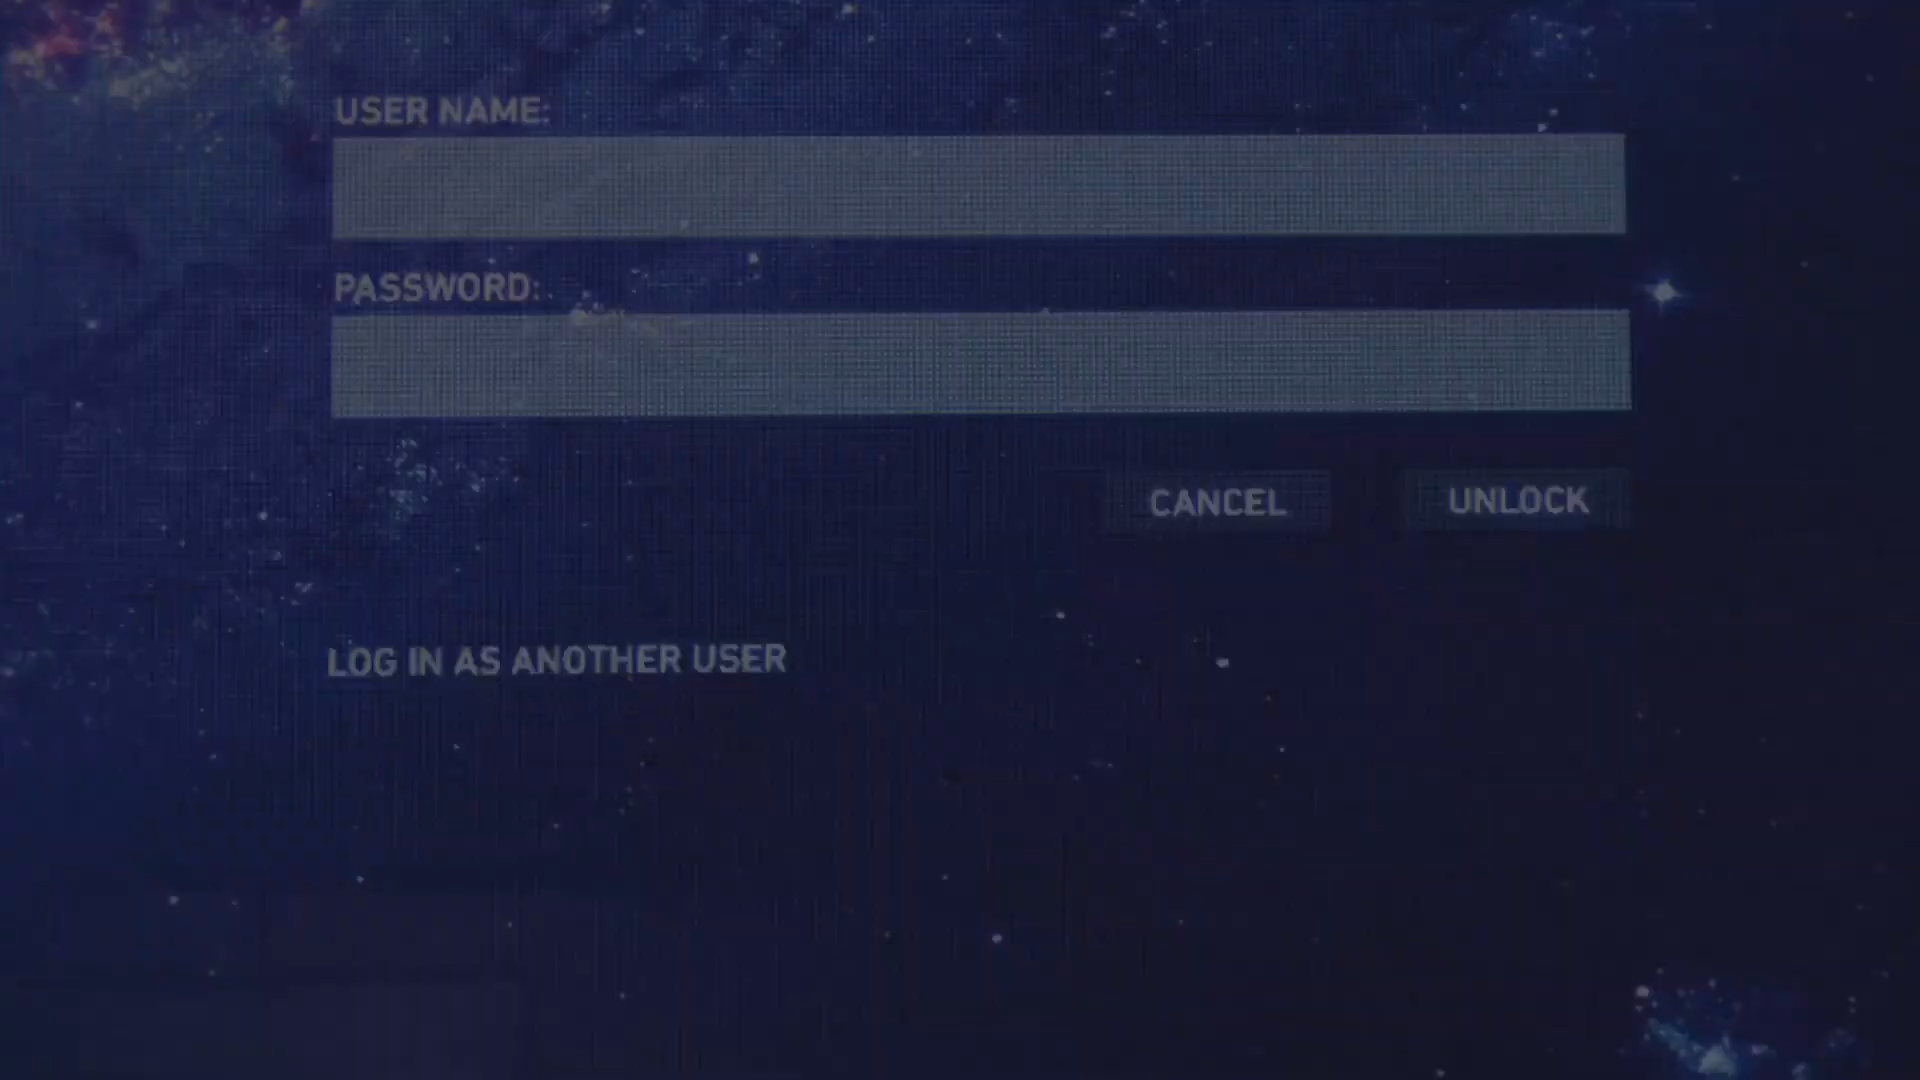 USER NAME:
PASSWORD:
CANCEL
UNLOCK
LOG IN AS ANOTHER USER